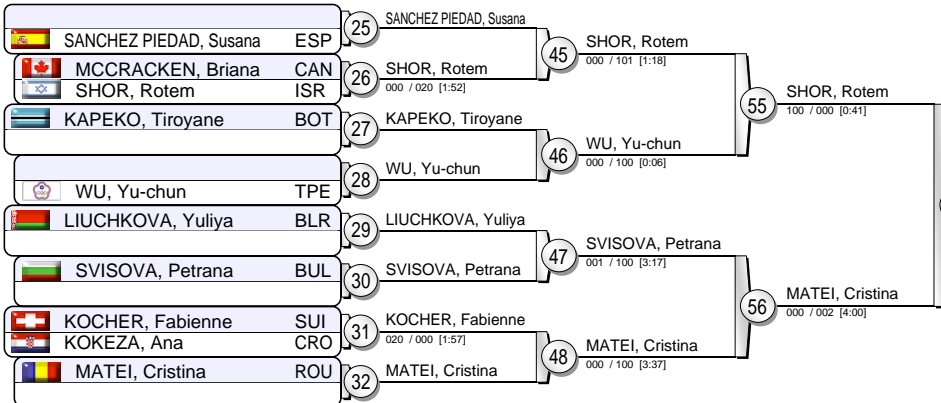 SANCHEZ PIEDAD, Susana ESP
MCCRACKEN, Briana CAN
SHOR, Rotem ISR
KAPEKO, Tiroyane BOT
WU, Yu-chun TPE
LIUCHKOVA, Yuliya BLR
SVISOVA, Petrana BUL
KOCHER, Fabienne SUI
KOKEZA, Ana CRO
MATEI, Cristina ROU
25 SANCHEZ PIEDAD, Susana
26 SHOR, Rotem
000 / 020 [1:52]
27 KAPEKO, Tiroyane
28 WU, Yu-chun
29 LIUCHKOVA, Yuliya
30 SVISOVA, Petrana
31 KOCHER, Fabienne
020 / 000 [1:57]
32 MATEI, Cristina
45 SHOR, Rotem
000 / 101 [1:18]
46 WU, Yu-chun
000 / 100 [0:06]
47 SVISOVA, Petrana
001 / 100 [3:17]
48 MATEI, Cristina
000 / 100 [3:37]
55 SHOR, Rotem
100 / 000 [0:41]
56 MATEI, Cristina
000 / 002 [4:00]